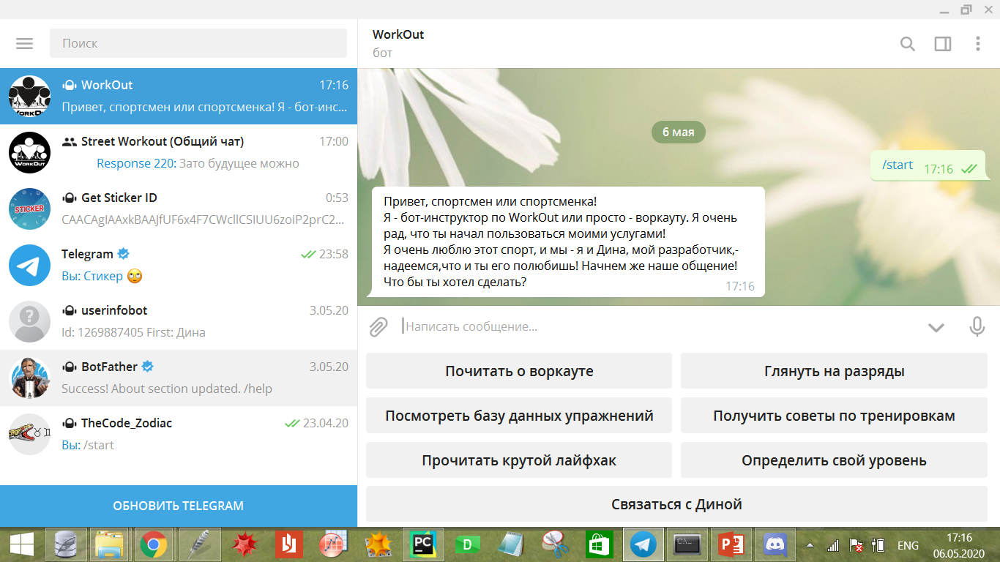 Поиск
WorkOut
17:16
Привет, спортсмен или спортсменка! Я - бот-инс...
Street Workout (Общий чат)
17:00
Response 220: Зато будущее можно
Get Sticker ID
0:53
CAACAgIAAxkBAAJfUF6x4F7CWcllCSIUU6zoiP2prC2...
Telegram
23:58
Вы: Стикер
userinfobot
3.05.20
Id: 1269887405 First: Дина
BotFather
3.05.20
Success! About section updated. /help
TheCode_Zodiac
23.04.20
Вы: /start
ОБНОВИТЬ TELEGRAM
WorkOut
бот
6 мая
/start 17:16
Привет, спортсмен или спортсменка!
Я - бот-инструктор по WorkOut или просто - воркауту. Я очень
рад, что ты начал пользоваться моими услугами!
Я очень люблю этот спорт, и мы - я и Дина, мой разработчик,-
надеемся,что и ты его полюбишь! Начнем же наше общение!
Что бы ты хотел сделать?
17:16
Написать сообщение...
Почитать о воркауте
Глянуть на разряды
Посмотреть базу данных упражнений
Получить советы по тренировкам
Прочитать крутой лайфхак
Определить свой уровень
Связаться с Диной
STICKER
WorkOut
PC
D
P
ENG
17:16
06.05.2020